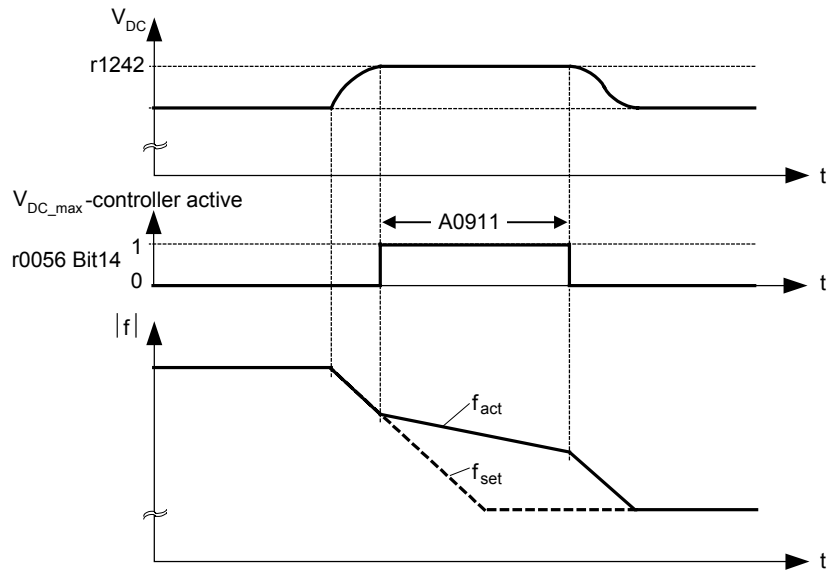 V_DC
r1242
t
V_DC_max -controller active
A0911
1
r0056 Bit14
0
t
|f|
f_act
f_set
t